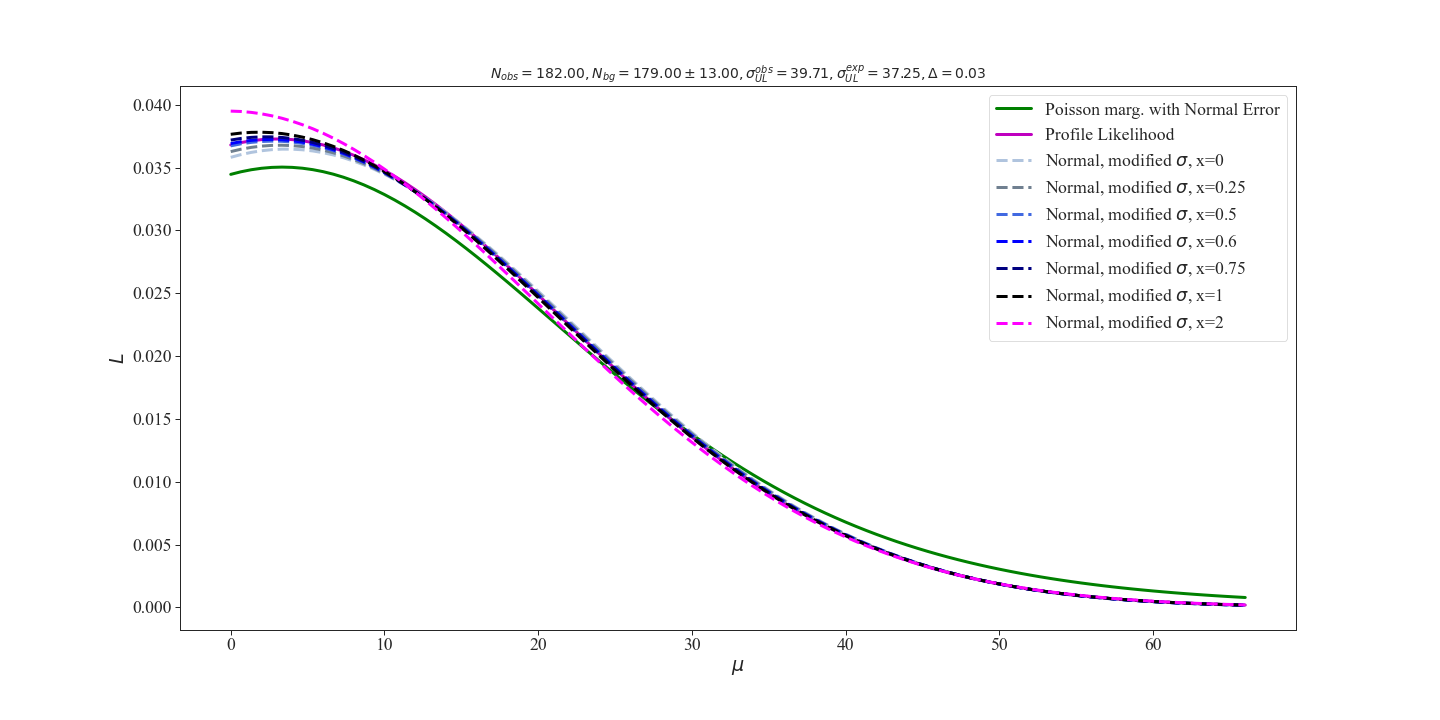 N_obs = 182.00, N_bg = 179.00 ± 13.00, σ_UL^obs = 39.71, σ_UL^exp = 37.25, Δ = 0.03
Poisson marg. with Normal Error
Profile Likelihood
Normal, modified σ, x=0
Normal, modified σ, x=0.25
Normal, modified σ, x=0.5
Normal, modified σ, x=0.6
Normal, modified σ, x=0.75
Normal, modified σ, x=1
Normal, modified σ, x=2
0.040
0.035
0.030
0.025
0.020
0.015
0.010
0.005
0.000
L
0 10 20 30 40 50 60
μ